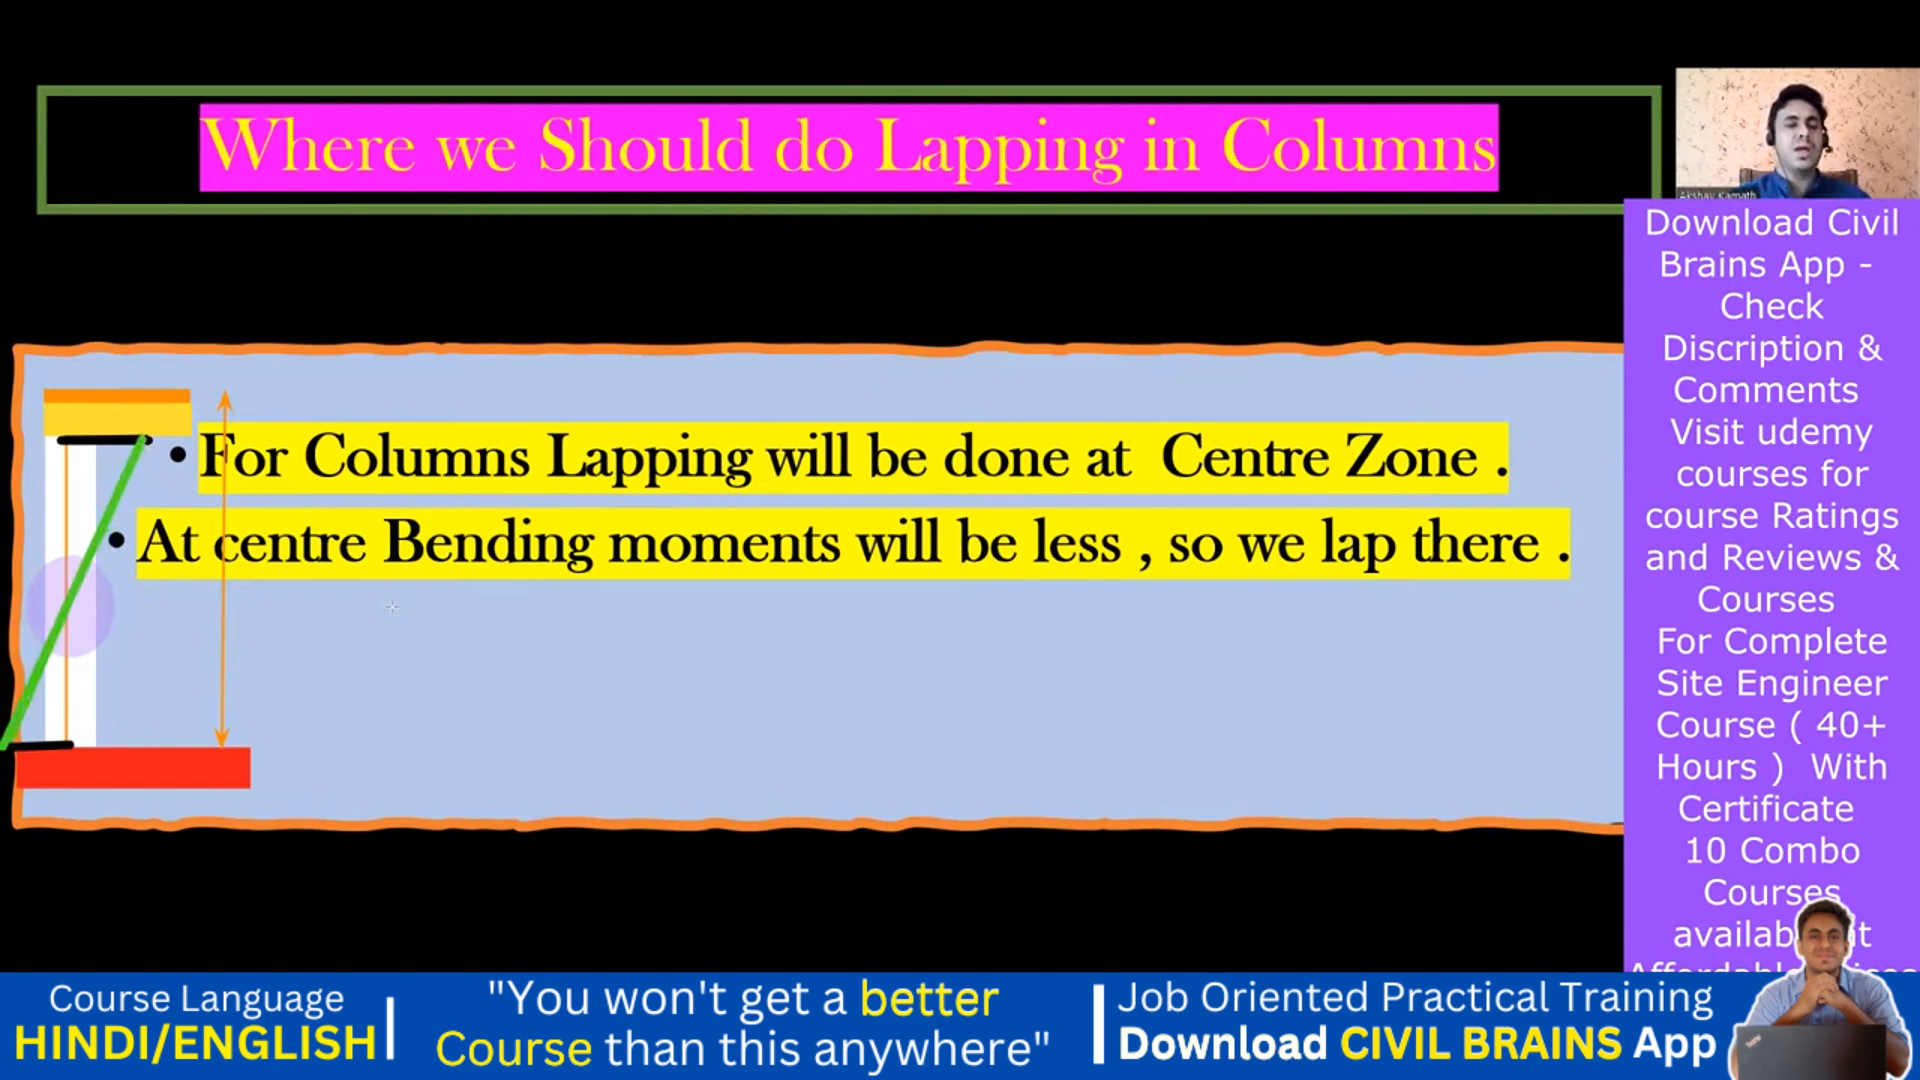 Where we Should do Lapping in Columns
Akshay Kamath
• For Columns Lapping will be done at Centre Zone .
• At centre Bending moments will be less , so we lap there .
Download Civil
Brains App -
Check
Discription &
Comments
Visit udemy
courses for
course Ratings
and Reviews &
Courses
For Complete
Site Engineer
Course ( 40+
Hours ) With
Certificate
10 Combo
Courses
Course Language
HINDI/ENGLISH
"You won't get a better
Course than this anywhere"
Job Oriented Practical Training
Download CIVIL BRAINS App